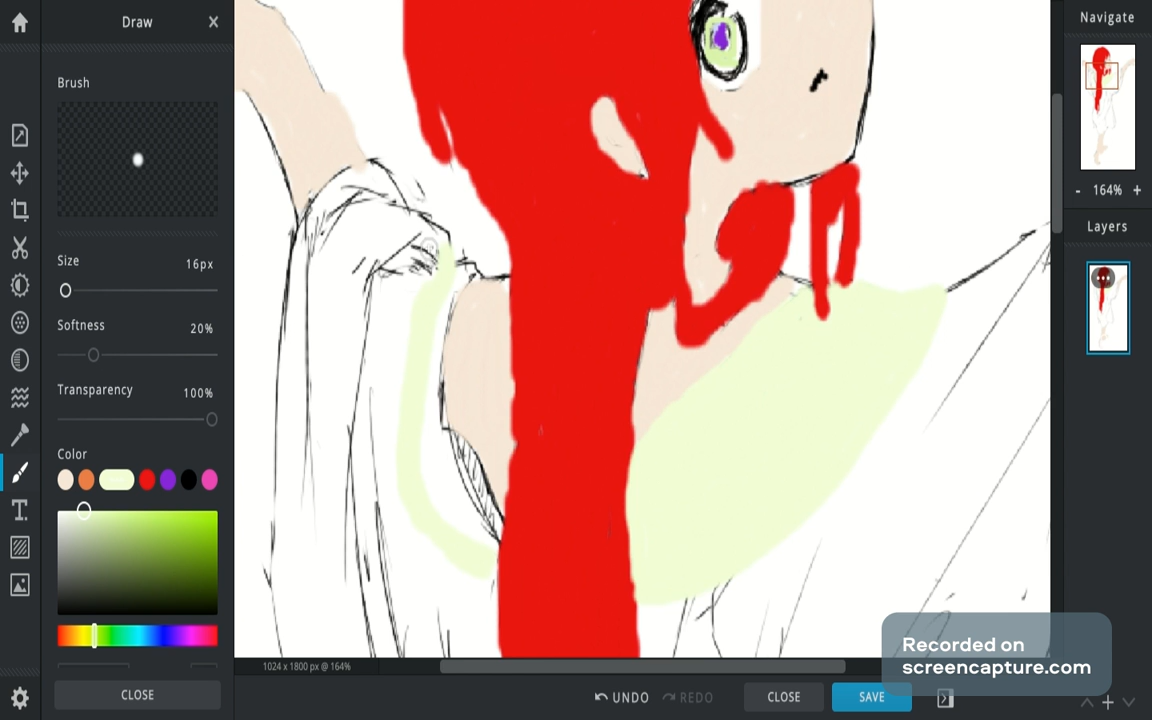 Draw
Navigate
Brush
- 164% +
Layers
Size 16px
Softness 20%
Transparency 100%
Color
1024 x 1800 px @ 164%
CLOSE
UNDO REDO CLOSE SAVE
Recorded on
screencapture.com